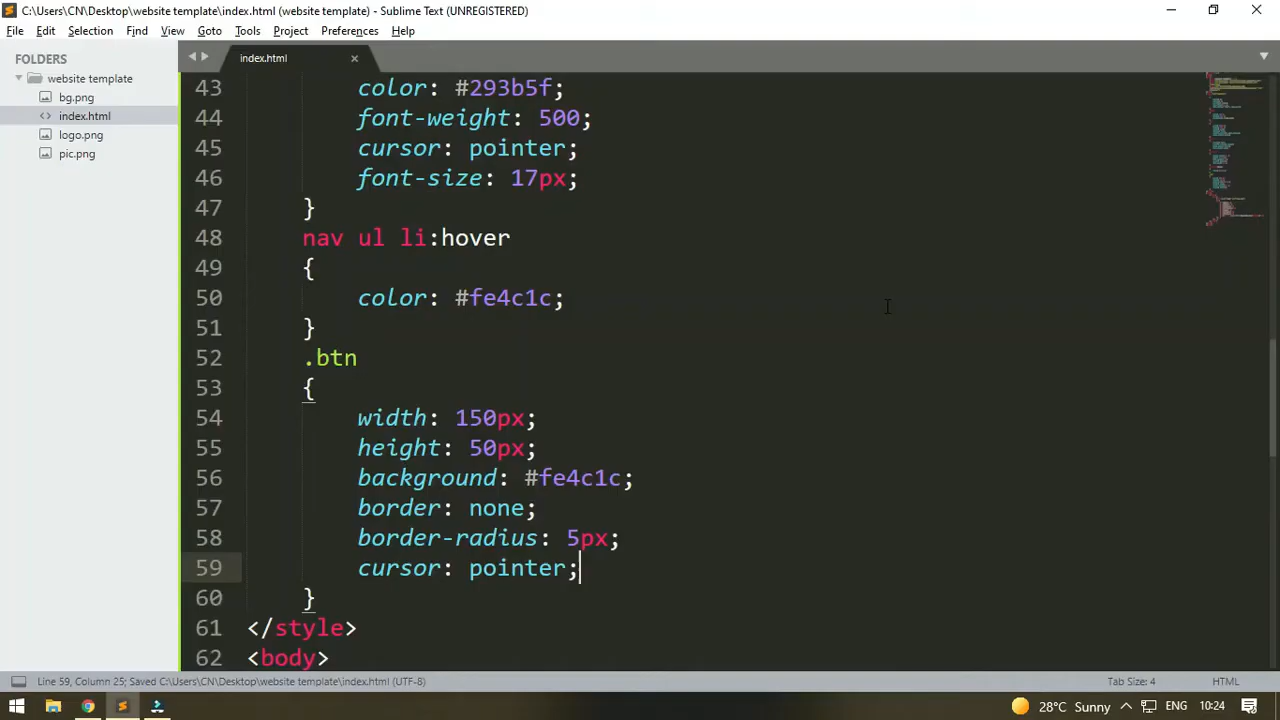 C:\Users\CN\Desktop\website template\index.html (website template) - Sublime Text (UNREGISTERED)
File Edit Selection Find View Goto Tools Project Preferences Help
FOLDERS
website template
bg.png
index.html
logo.png
pic.png
index.html
43 color: #293b5f;
44 font-weight: 500;
45 cursor: pointer;
46 font-size: 17px;
47 }
48 nav ul li:hover
49 {
50 color: #fe4c1c;
51 }
52 .btn
53 {
54 width: 150px;
55 height: 50px;
56 background: #fe4c1c;
57 border: none;
58 border-radius: 5px;
59 cursor: pointer;
60 }
61 </style>
62 <body>
Line 59, Column 25; Saved C:\Users\CN\Desktop\website template\index.html (UTF-8) Tab Size: 4 HTML
28°C Sunny ENG 10:24